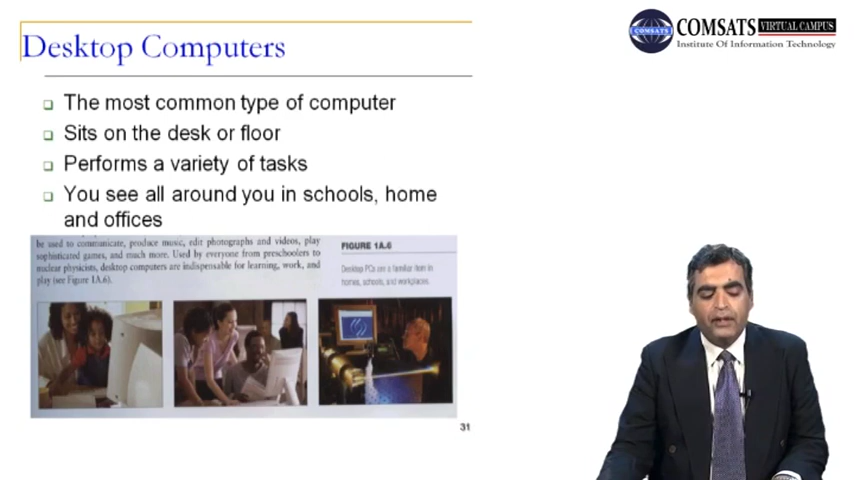 Desktop Computers
COMSATS VIRTUAL CAMPUS
(COMSATS)
Institute Of Information Technology
The most common type of computer
Sits on the desk or floor
Performs a variety of tasks
You see all around you in schools, home
and offices
be used to communicate, produce music, edit photographs and videos, play
sophisticated games, and much more. Used by everyone from preschoolers to
nuclear physicists, desktop computers are indispensable for learning, work, and
play (see Figure 1A.6).
FIGURE 1A.6
Desktop PCs are a familiar item in
homes, schools, and workplaces.
31